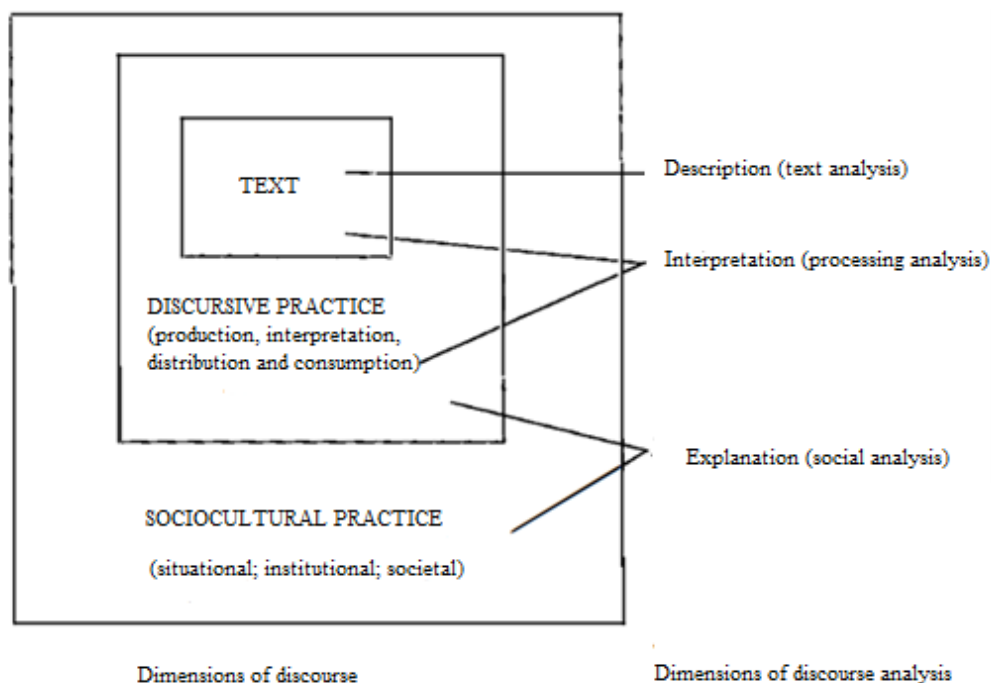 TEXT
Description (text analysis)
Interpretation (processing analysis)
DISCURSIVE PRACTICE
(production, interpretation,
distribution and consumption)
Explanation (social analysis)
SOCIOCULTURAL PRACTICE
(situational; institutional; societal)
Dimensions of discourse
Dimensions of discourse analysis